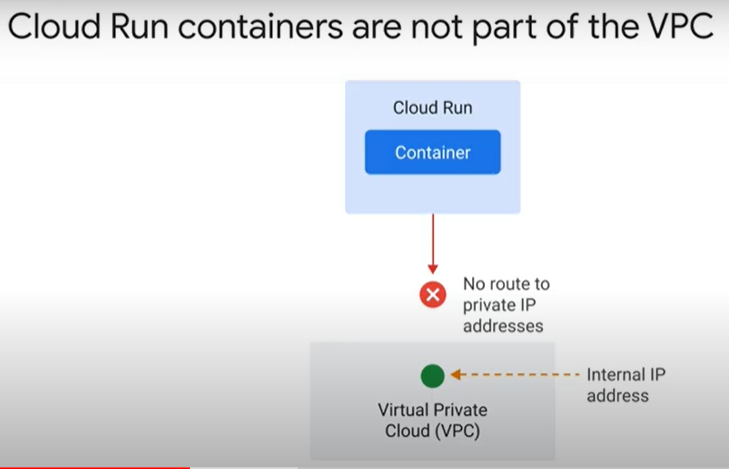 Cloud Run containers are not part of the VPC
Cloud Run
Container
No route to
private IP
addresses
Internal IP
address
Virtual Private
Cloud (VPC)